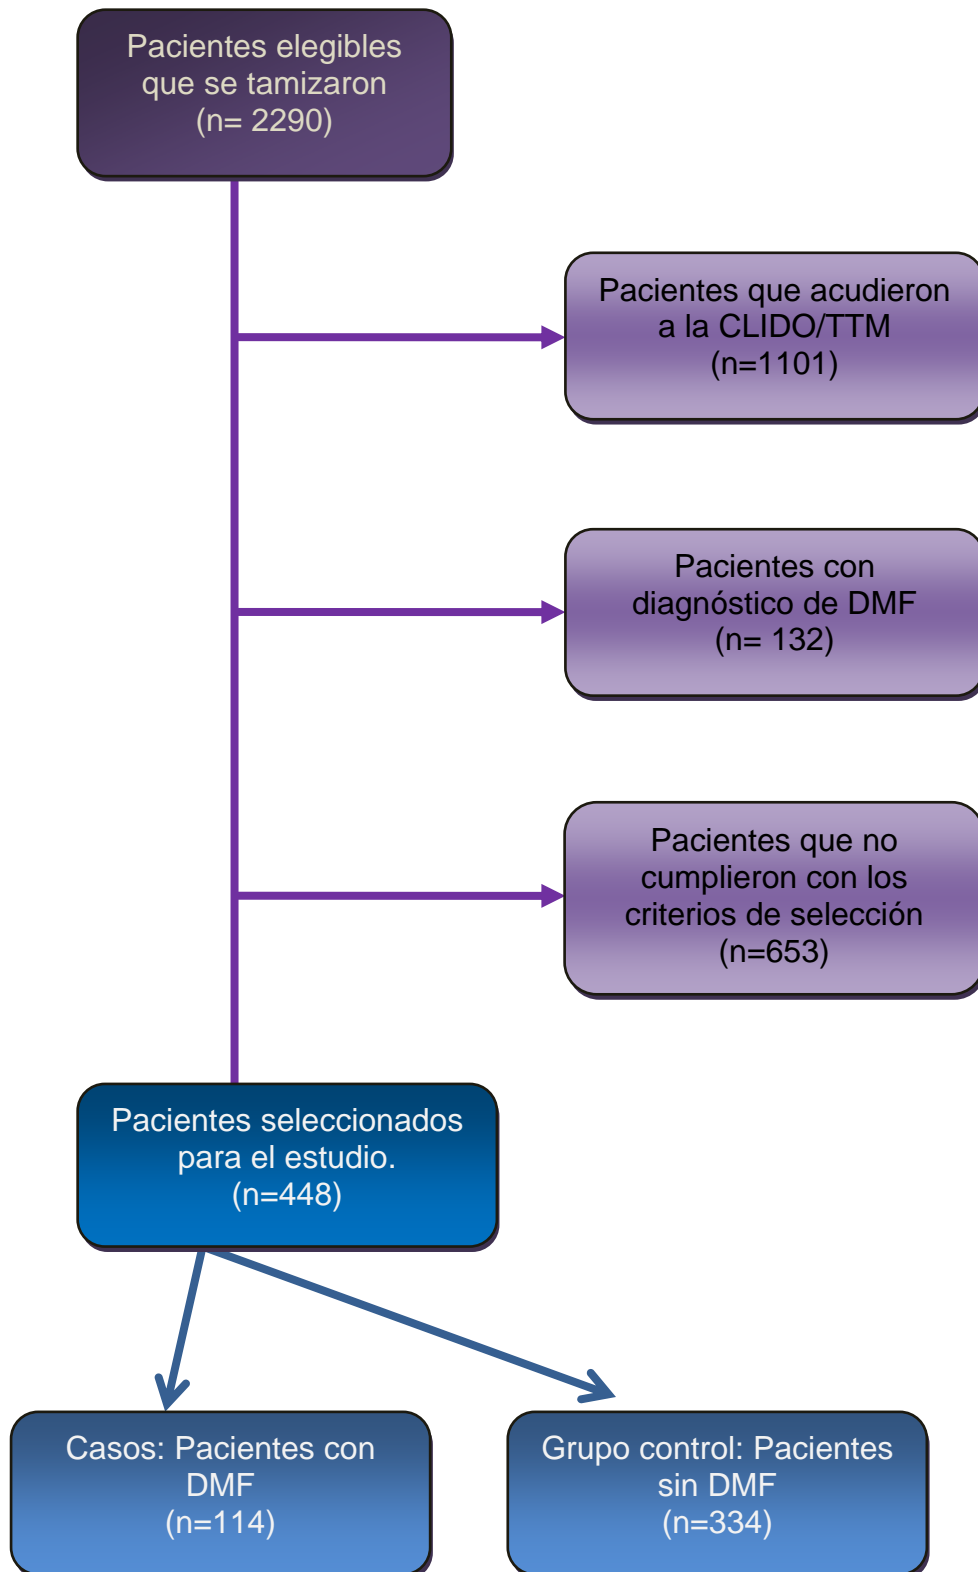 Pacientes elegibles
que se tamizaron
(n= 2290)
Pacientes que acudieron
a la CLIDO/TTM
(n=1101)
Pacientes con
diagnóstico de DMF
(n= 132)
Pacientes que no
cumplieron con los
criterios de selección
(n=653)
Pacientes seleccionados
para el estudio.
(n=448)
Casos: Pacientes con
DMF
(n=114)
Grupo control: Pacientes
sin DMF
(n=334)